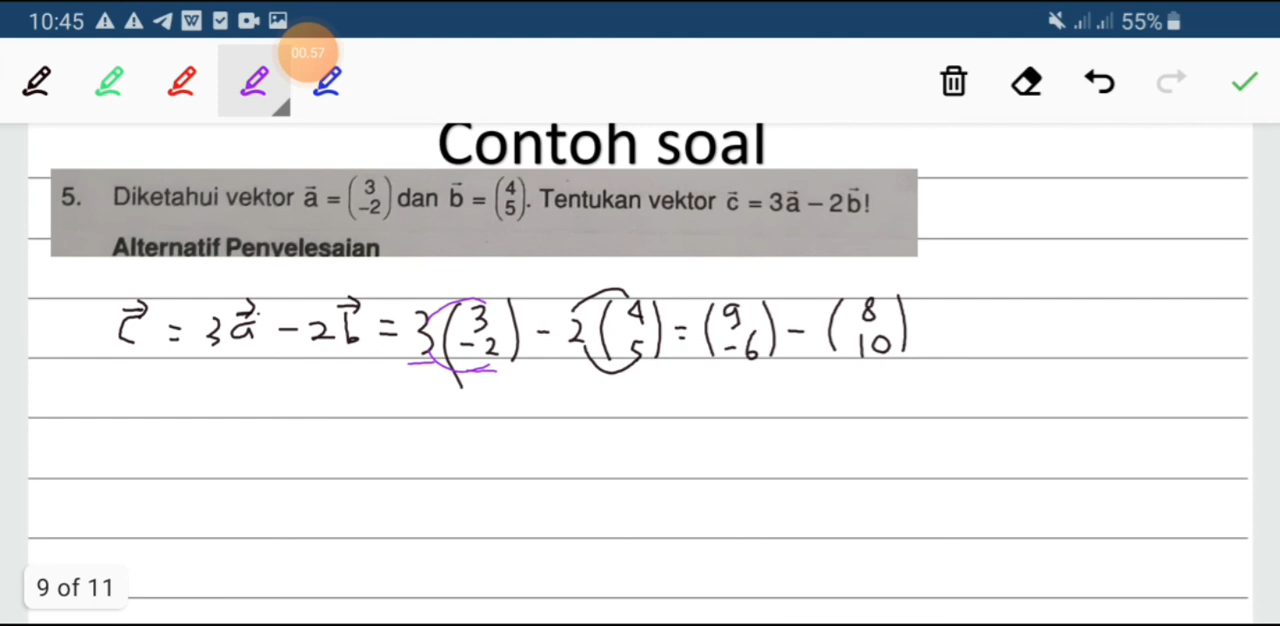 10:45 55%
00.57
Contoh soal
5. Diketahui vektor a⃗ = (3 -2) dan b⃗ = (4 5). Tentukan vektor c⃗ = 3a⃗ – 2b⃗!
Alternatif Penyelesaian
c⃗ = 3a⃗ - 2b⃗ = 3(3 -2) - 2(4 5) = (9 -6) - (8 10)
9 of 11